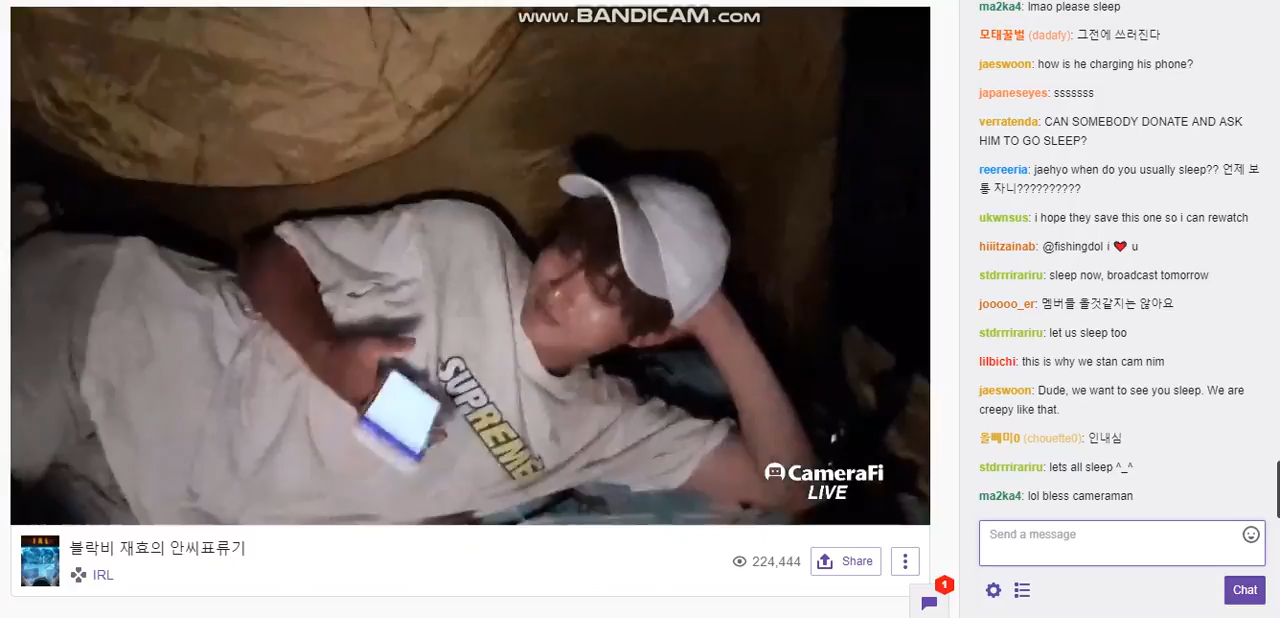 www.BANDICAM.com
SUPREME
CameraFi
LIVE
블락비 재효의 안씨표류기
IRL
224,444
Share
1
ma2ka4: lmao please sleep
모태꿀벌 (dadafy): 그전에 쓰러진다
jaeswoon: how is he charging his phone?
japaneseyes: sssssss
verratenda: CAN SOMEBODY DONATE AND ASK
HIM TO GO SLEEP?
reereeria: jaehyo when do you usually sleep?? 언제 보
통 자니??????????
ukwnsus: i hope they save this one so i can rewatch
hiiitzainab: @fishingdol i ❤ u
stdrrrirariru: sleep now, broadcast tomorrow
jooooo_er: 멤버들 올것같지는 않아요
stdrrrirariru: let us sleep too
lilbichi: this is why we stan cam nim
jaeswoon: Dude, we want to see you sleep. We are
creepy like that.
올빼미0 (chouette0): 인내심
stdrrrirariru: lets all sleep ^_^
ma2ka4: lol bless cameraman
Send a message
Chat